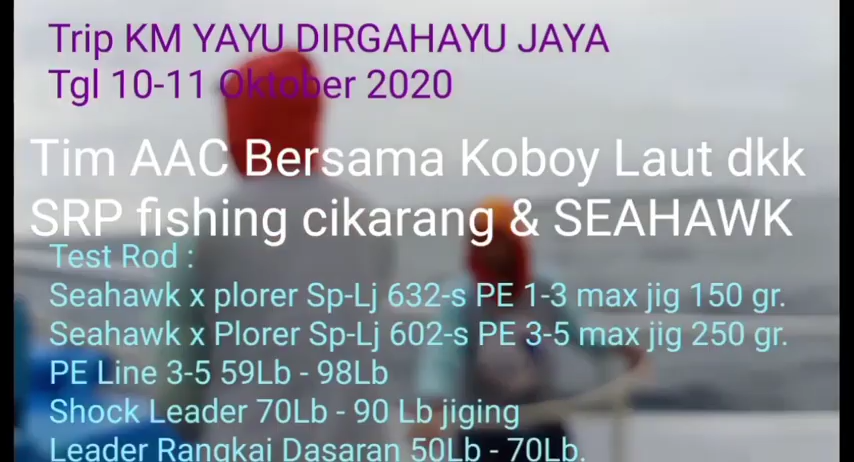 Trip KM YAYU DIRGAHAYU JAYA
Tgl 10-11 Oktober 2020
Tim AAC Bersama Koboy Laut dkk
SRP fishing cikarang & SEAHAWK
Test Rod :
Seahawk x plorer Sp-Lj 632-s PE 1-3 max jig 150 gr.
Seahawk x Plorer Sp-Lj 602-s PE 3-5 max jig 250 gr.
PE Line 3-5 59Lb - 98Lb
Shock Leader 70Lb - 90 Lb jiging
Leader Rangkai Dasaran 50Lb - 70Lb.